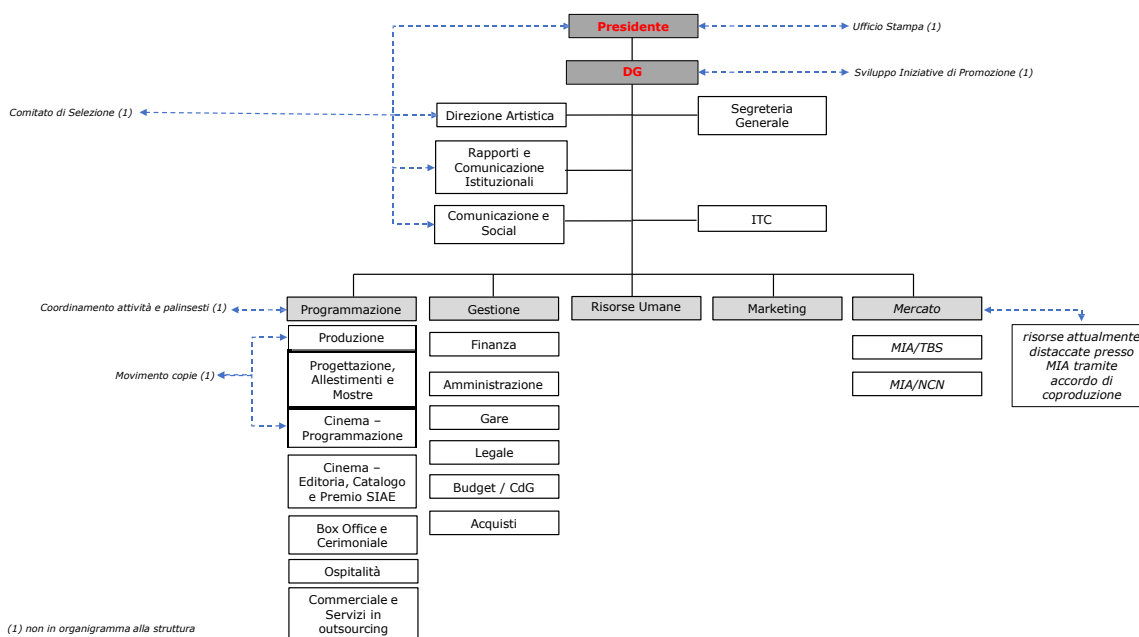 Presidente
Ufficio Stampa (1)
DG
Sviluppo Iniziative di Promozione (1)
Comitato di Selezione (1)
Direzione Artistica
Segreteria
Generale
Rapporti e
Comunicazione
Istituzionali
Comunicazione e
Social
ITC
Coordinamento attività e palinsesti (1)
Programmazione
Gestione
Risorse Umane
Marketing
Mercato
Produzione
Progettazione,
Allestimenti e
Mostre
Movimento copie (1)
Cinema –
Programmazione
Cinema –
Editoria, Catalogo
e Premio SIAE
Box Office e
Cerimoniale
Ospitalità
Commerciale e
Servizi in
outsourcing
Finanza
Amministrazione
Gare
Legale
Budget / CdG
Acquisti
MIA/TBS
MIA/NCN
risorse attualmente
distaccate presso
MIA tramite
accordo di
coproduzione
(1) non in organigramma alla struttura